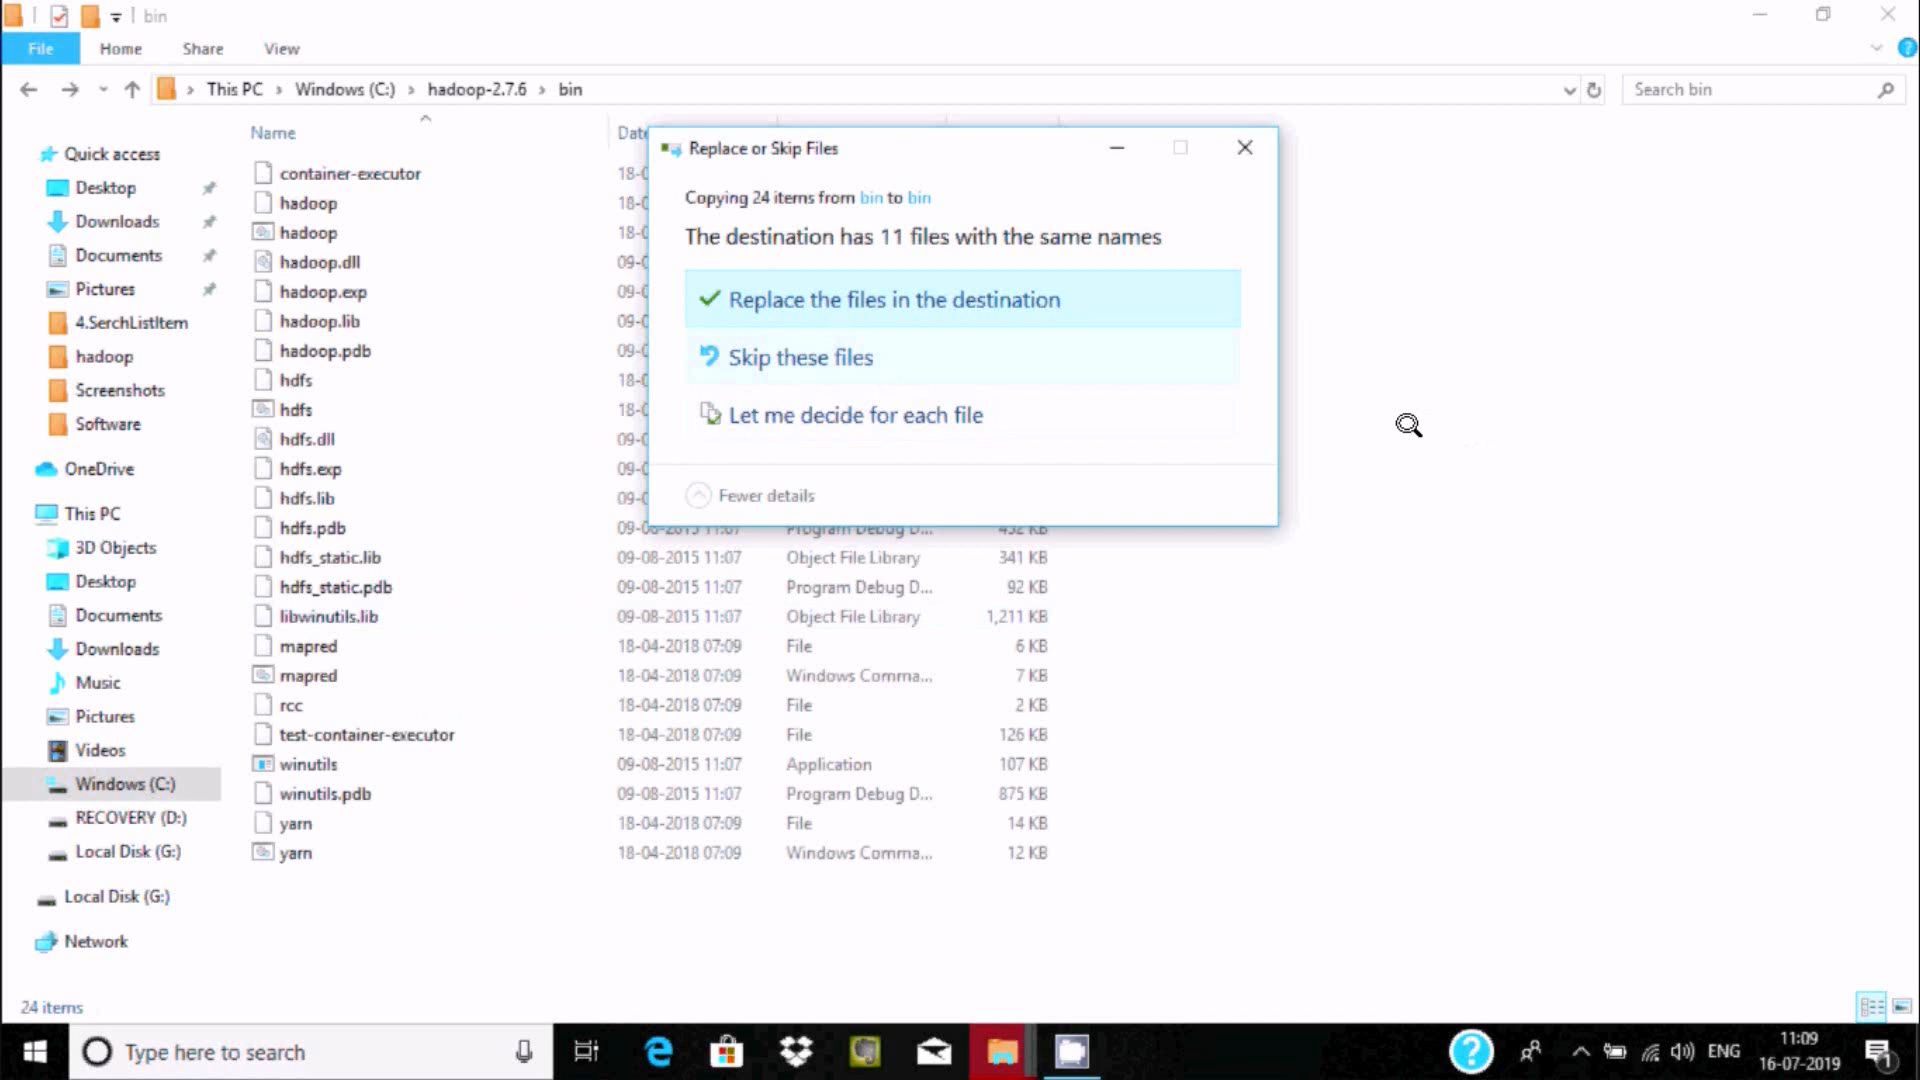 bin
File Home Share View
This PC Windows (C:) hadoop-2.7.6 bin Search bin
Name
Quick access
Desktop
Downloads
Documents
Pictures
4.SerchListItem
hadoop
Screenshots
Software
OneDrive
This PC
3D Objects
Desktop
Documents
Downloads
Music
Pictures
Videos
Windows (C:)
RECOVERY (D:)
Local Disk (G:)
Local Disk (G:)
Network
container-executor
hadoop
hadoop
hadoop.dll
hadoop.exp
hadoop.lib
hadoop.pdb
hdfs
hdfs
hdfs.dll
hdfs.exp
hdfs.lib
hdfs.pdb
hdfs_static.lib 09-08-2015 11:07 Object File Library 341 KB
hdfs_static.pdb 09-08-2015 11:07 Program Debug D... 92 KB
libwinutils.lib 09-08-2015 11:07 Object File Library 1,211 KB
mapred 18-04-2018 07:09 File 6 KB
mapred 18-04-2018 07:09 Windows Comma... 7 KB
rcc 18-04-2018 07:09 File 2 KB
test-container-executor 18-04-2018 07:09 File 126 KB
winutils 09-08-2015 11:07 Application 107 KB
winutils.pdb 09-08-2015 11:07 Program Debug D... 875 KB
yarn 18-04-2018 07:09 File 14 KB
yarn 18-04-2018 07:09 Windows Comma... 12 KB
Replace or Skip Files
Copying 24 items from bin to bin
The destination has 11 files with the same names
Replace the files in the destination
Skip these files
Let me decide for each file
Fewer details
24 items
Type here to search
ENG
11:09
16-07-2019
1